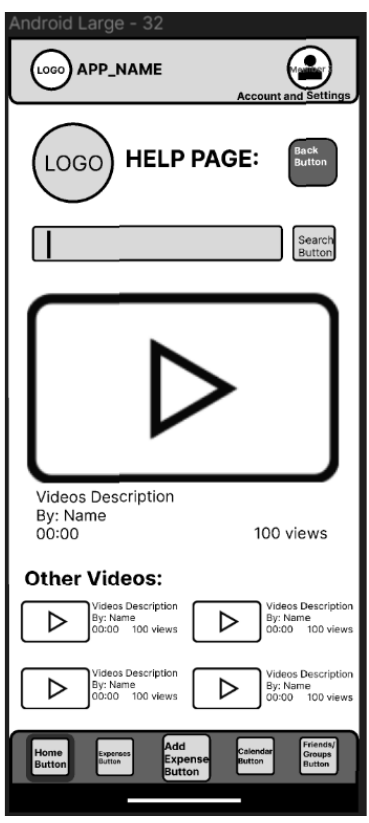 Android Large - 32
LOGO APP_NAME
Member
Account and Settings
LOGO HELP PAGE:
Back
Button
Search
Button
Videos Description
By: Name
00:00 100 views
Other Videos:
Videos Description
By: Name
00:00 100 views
Videos Description
By: Name
00:00 100 views
Videos Description
By: Name
00:00 100 views
Videos Description
By: Name
00:00 100 views
Home
Button
Expenses
Button
Add
Expense
Button
Calendar
Button
Friends/
Groups
Button